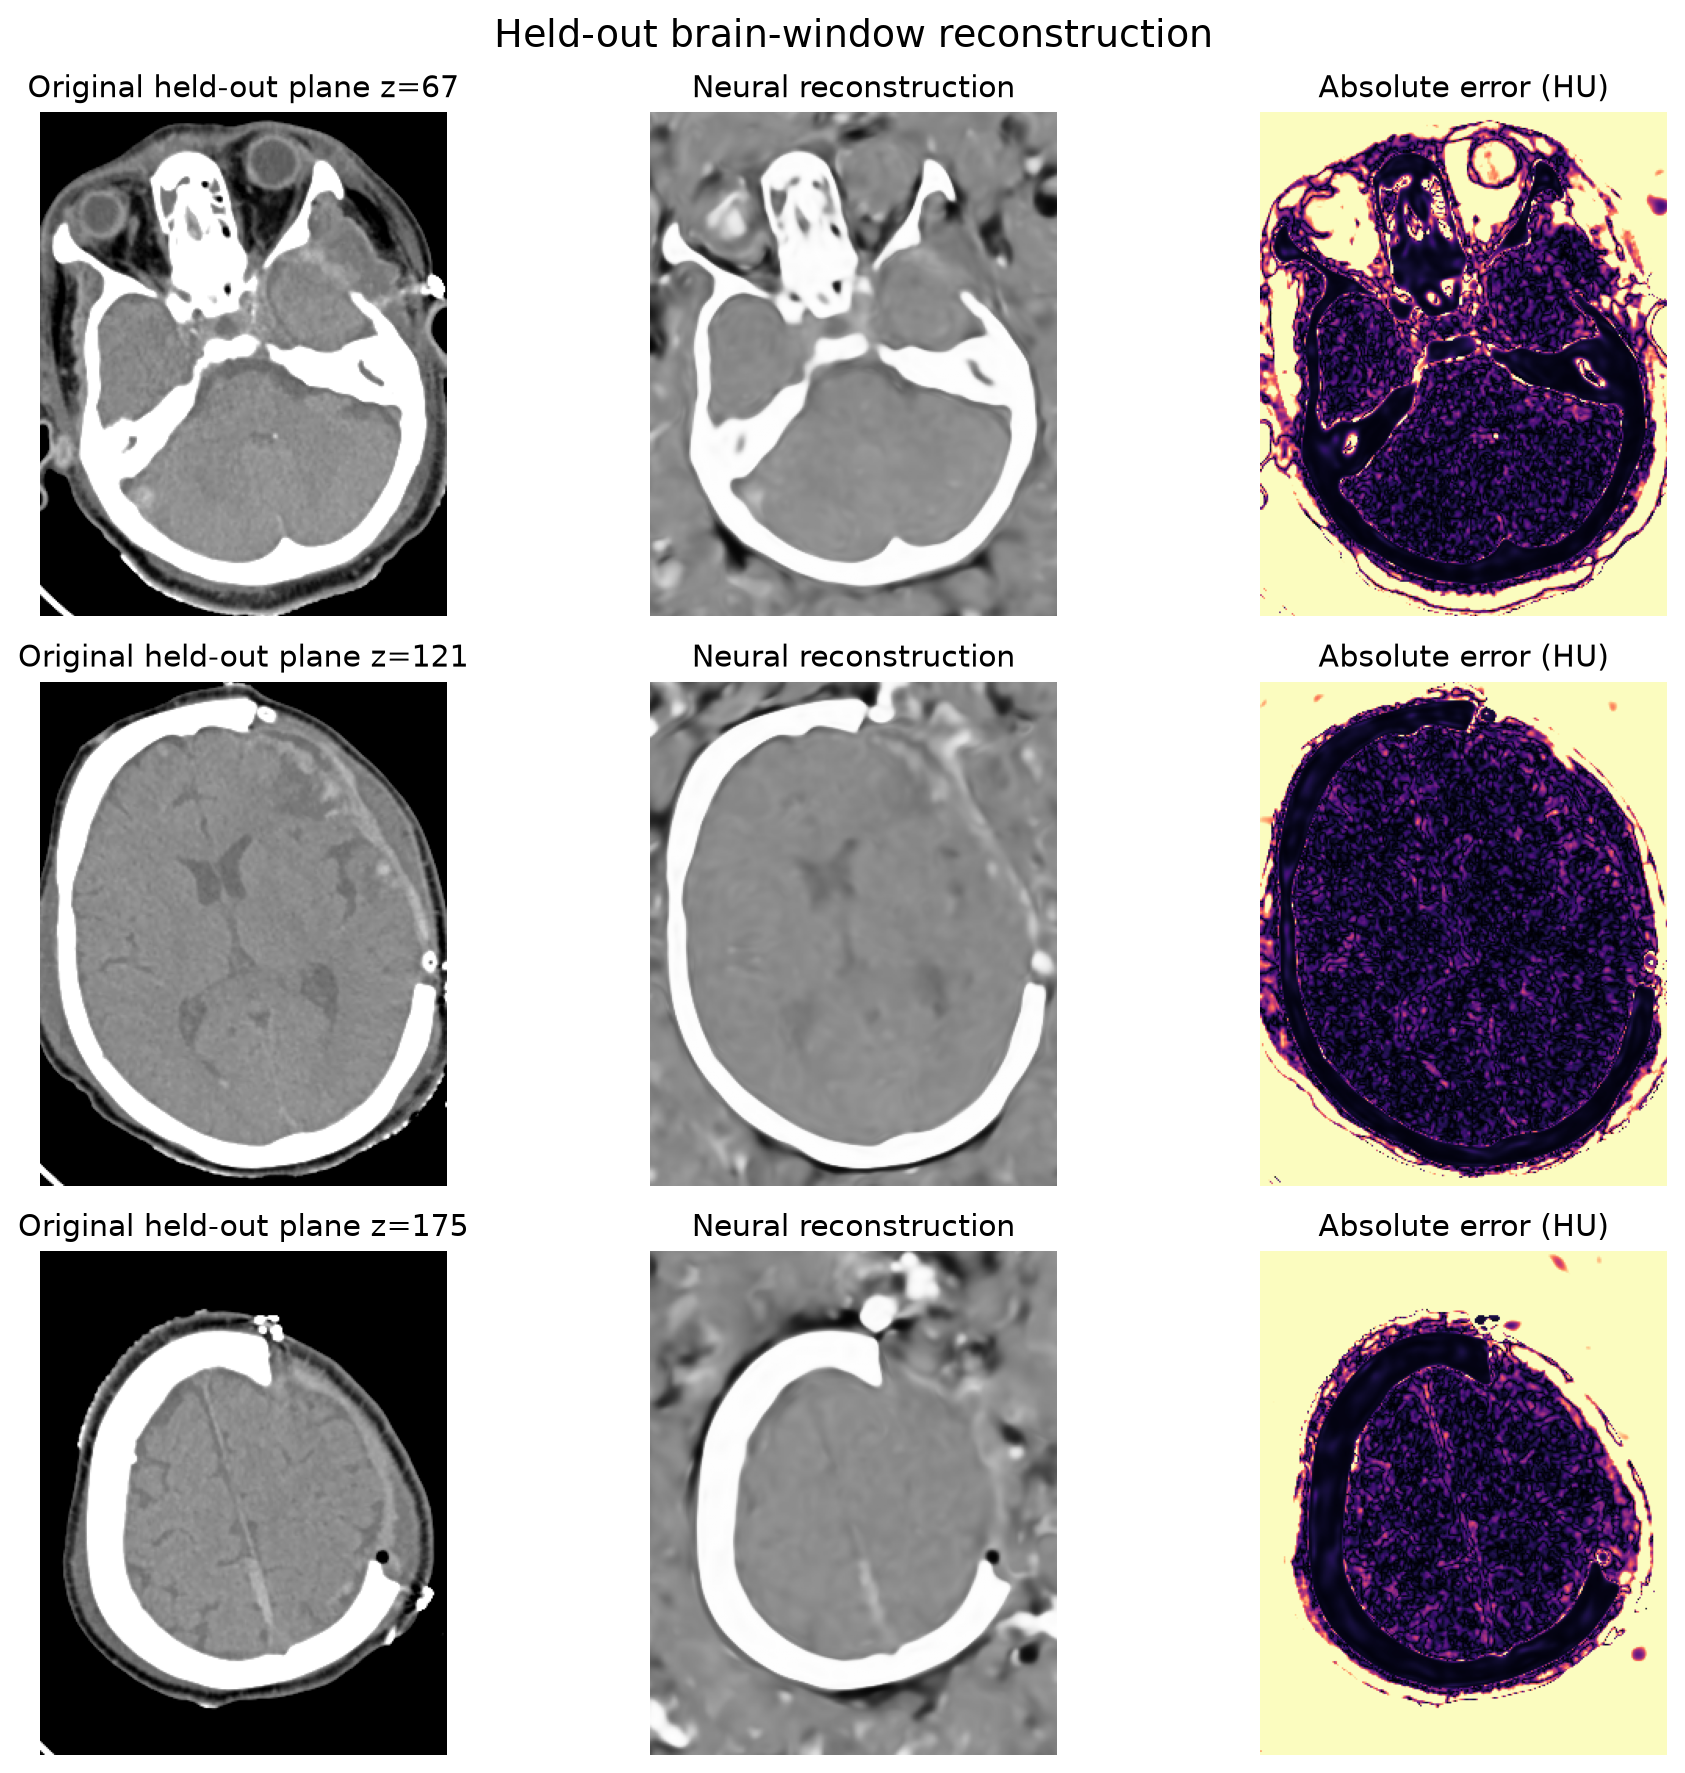 Held-out brain-window reconstruction
Original held-out plane z=67
Neural reconstruction
Absolute error (HU)
Original held-out plane z=121
Neural reconstruction
Absolute error (HU)
Original held-out plane z=175
Neural reconstruction
Absolute error (HU)